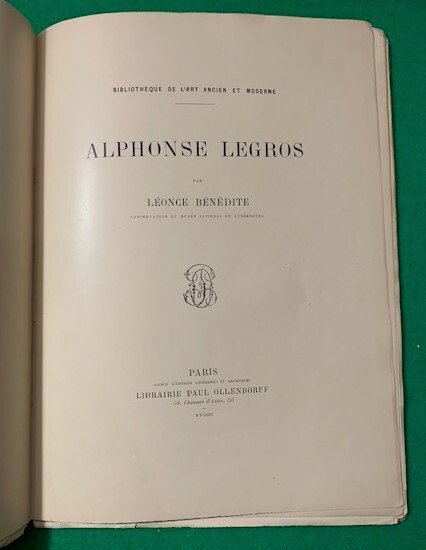 BIBLIOTHÈQUE DE L'ART ANCIEN ET MODERNE
ALPHONSE LEGROS
PAR
LÉONCE BÉNÉDITE
CONSERVATEUR DU MUSÉE NATIONAL DU LUXEMBOURG
PARIS
SOCIÉTÉ D'ÉDITIONS LITTÉRAIRES ET ARTISTIQUES
LIBRAIRIE PAUL OLLENDORFF
50, Chaussée d'Antin, 50